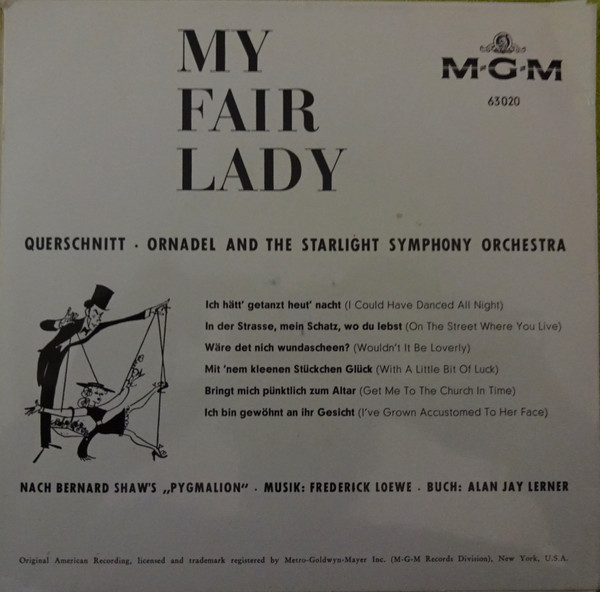 MY
FAIR
LADY
M-G-M
63020
QUERSCHNITT · ORNADEL AND THE STARLIGHT SYMPHONY ORCHESTRA
Ich hätt' getanzt heut' nacht (I Could Have Danced All Night)
In der Strasse, mein Schatz, wo du lebst (On The Street Where You Live)
Wäre det nich wundascheen? (Wouldn't It Be Loverly)
Mit 'nem kleenen Stückchen Glück (With A Little Bit Of Luck)
Bringt mich pünktlich zum Altar (Get Me To The Church In Time)
Ich bin gewöhnt an ihr Gesicht (I've Grown Accustomed To Her Face)
NACH BERNARD SHAW'S „PYGMALION" · MUSIK: FREDERICK LOEWE · BUCH: ALAN JAY LERNER
Original American Recording, licensed and trademark registered by Metro-Goldwyn-Mayer Inc. (M-G-M Records Division), New York, U.S.A.